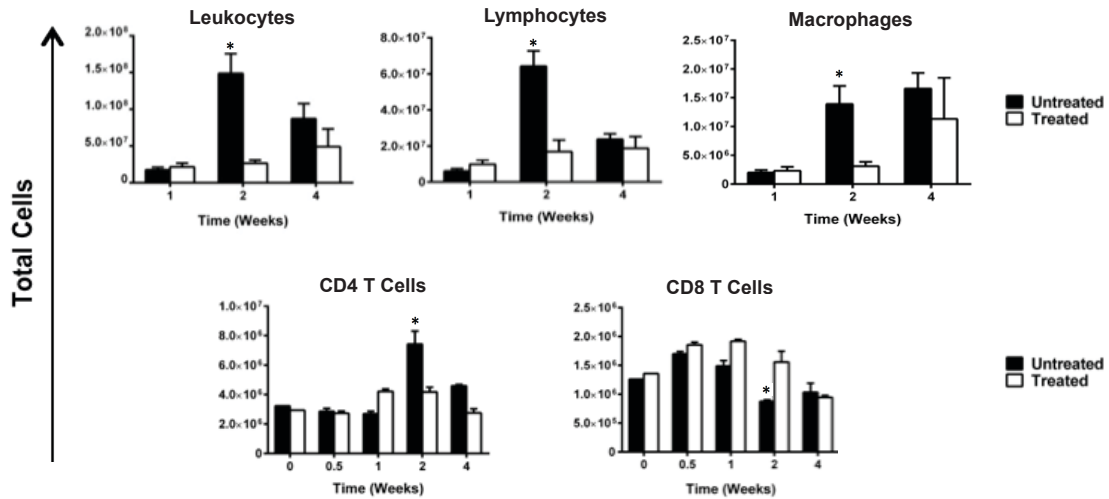 Leukocytes
Lymphocytes
Macrophages
2.0×10⁸
1.5×10⁸
1.0×10⁸
5.0×10⁷
0
*
1 2 4
Time (Weeks)
8.0×10⁷
6.0×10⁷
4.0×10⁷
2.0×10⁷
0
*
1 2 4
Time (Weeks)
2.5×10⁷
2.0×10⁷
1.5×10⁷
1.0×10⁷
5.0×10⁶
0
*
1 2 4
Time (Weeks)
Untreated
Treated
Total Cells
CD4 T Cells
CD8 T Cells
1.0×10⁷
8.0×10⁶
6.0×10⁶
4.0×10⁶
2.0×10⁶
0
*
0 0.5 1 2 4
Time (Weeks)
2.5×10⁶
2.0×10⁶
1.5×10⁶
1.0×10⁶
5.0×10⁵
0
*
0 0.5 1 2 4
Time (Weeks)
Untreated
Treated